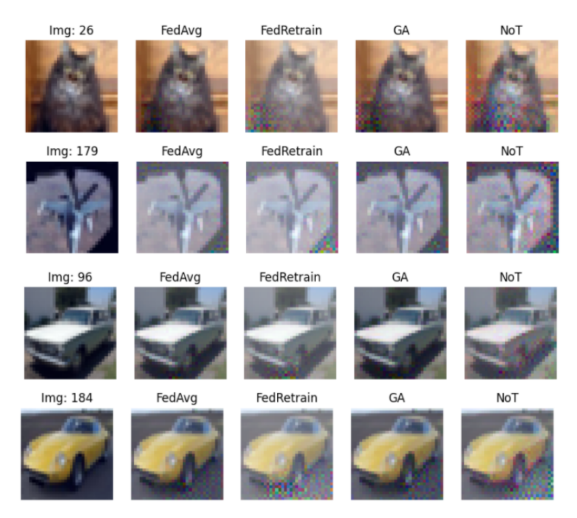 Img: 26 FedAvg FedRetrain GA NoT
Img: 179 FedAvg FedRetrain GA NoT
Img: 96 FedAvg FedRetrain GA NoT
Img: 184 FedAvg FedRetrain GA NoT